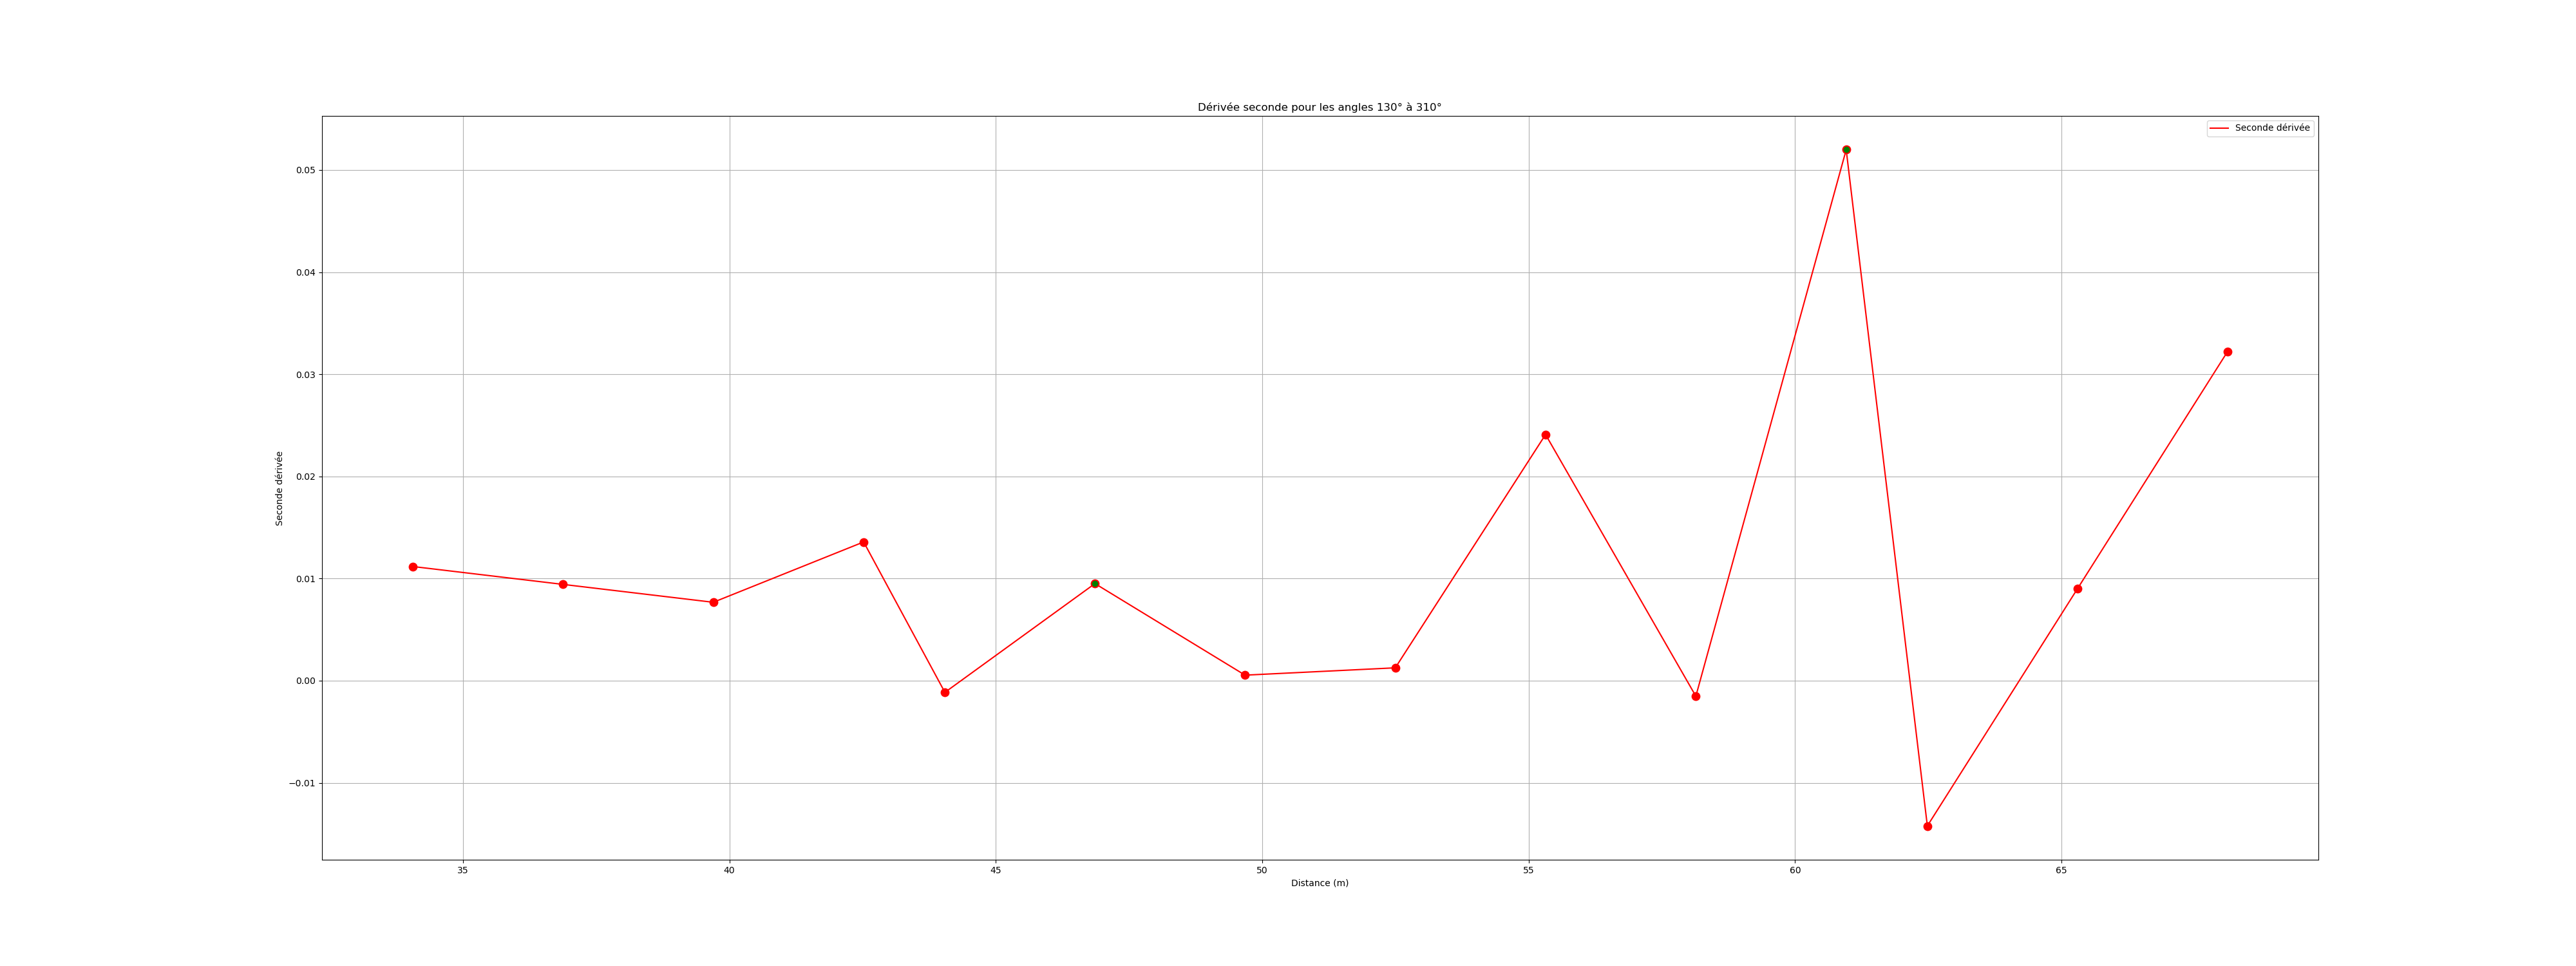 Dérivée seconde pour les angles 130° à 310°
Seconde dérivée
0.05
0.04
0.03
0.02
0.01
0.00
−0.01
Seconde dérivée
35 40 45 50 55 60 65
Distance (m)